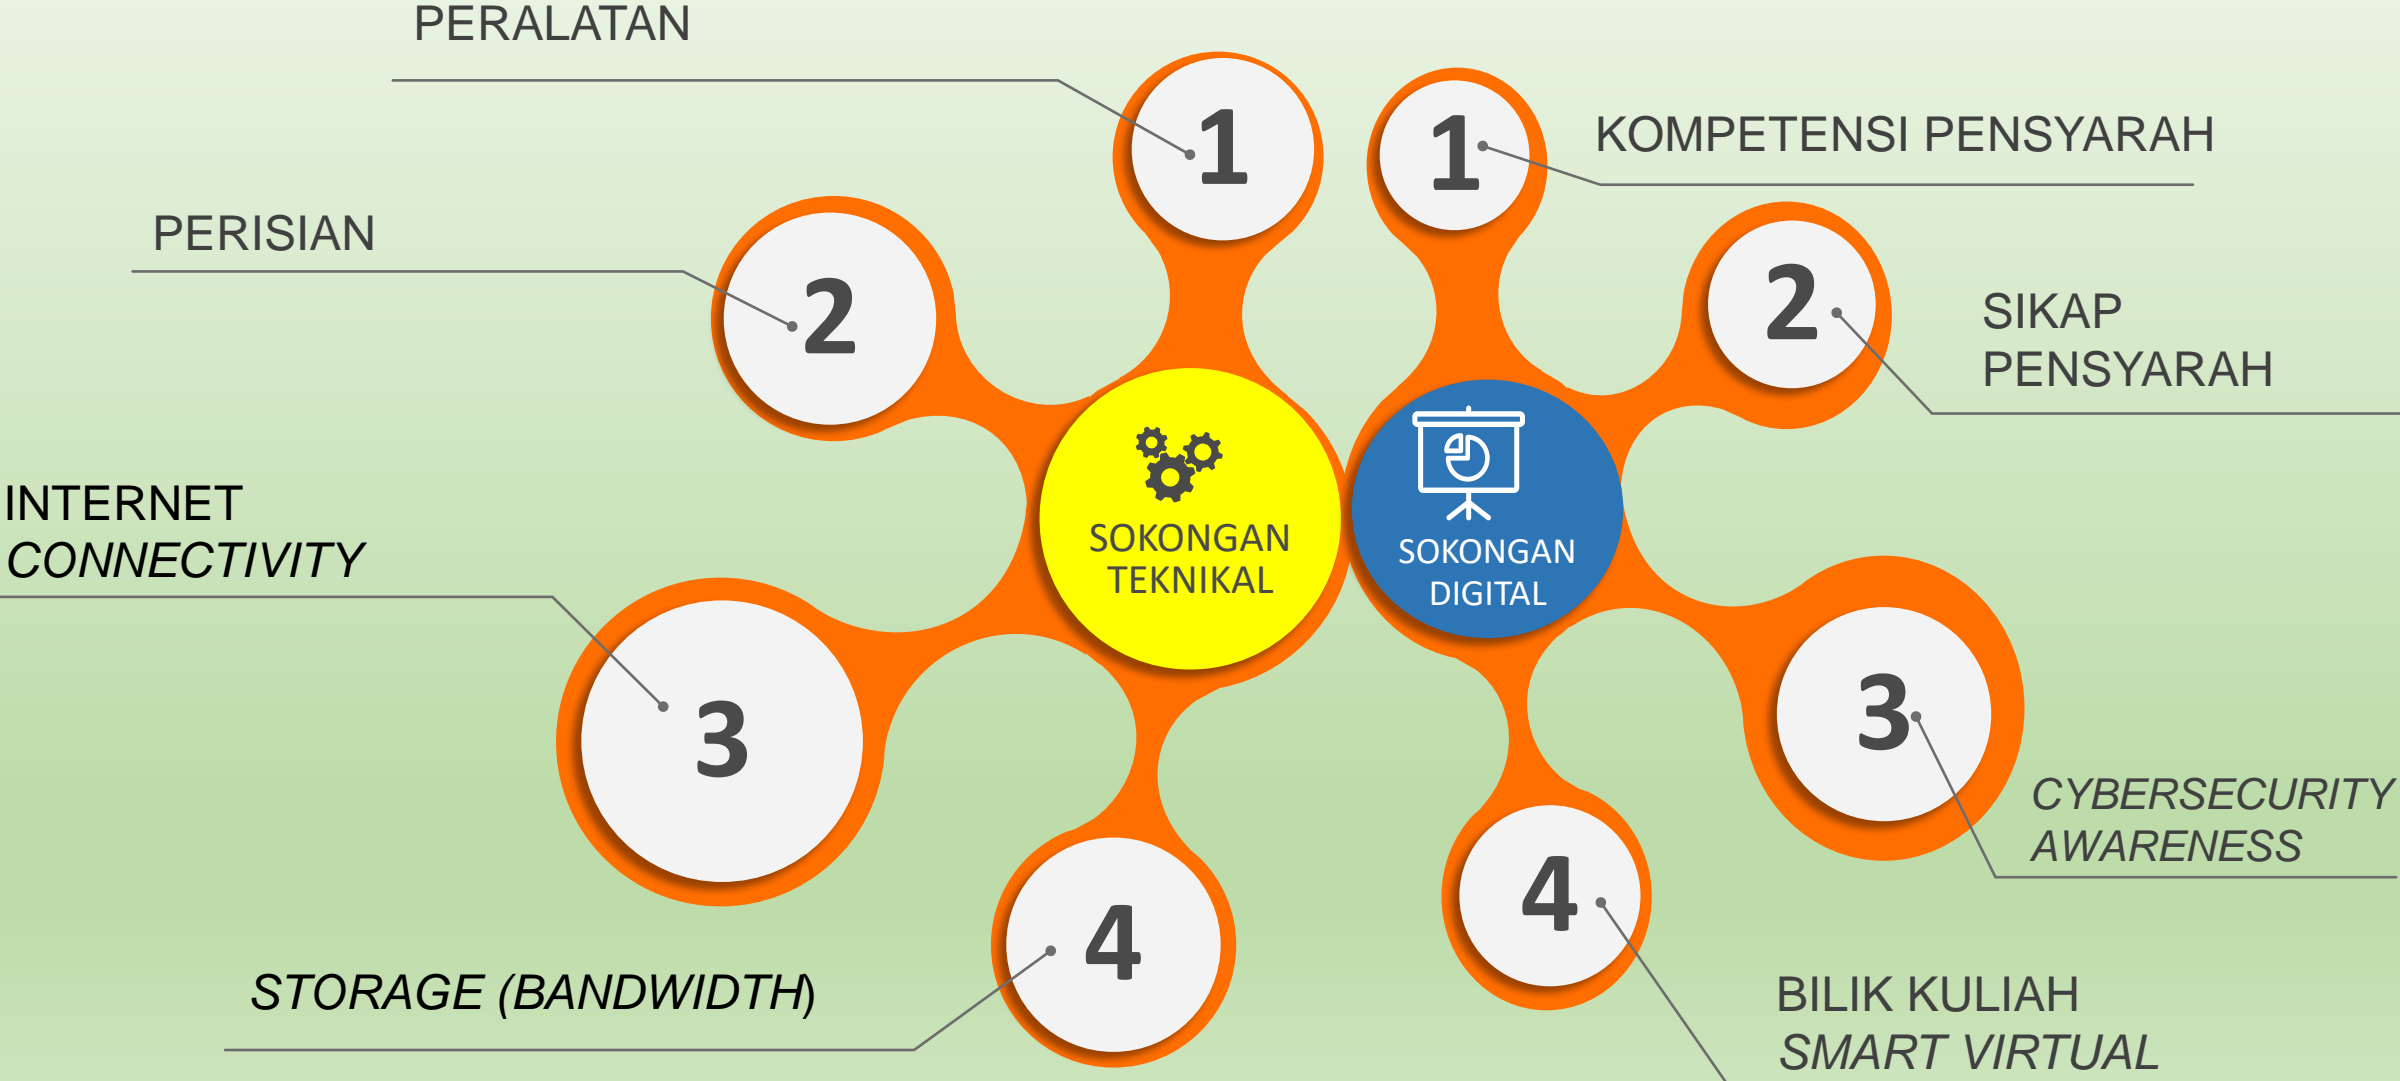 PERALATAN
1
PERISIAN
2
INTERNET
CONNECTIVITY
3
STORAGE (BANDWIDTH)
4
SOKONGAN
TEKNIKAL
SOKONGAN
DIGITAL
1
KOMPETENSI PENSYARAH
2
SIKAP
PENSYARAH
3
CYBERSECURITY
AWARENESS
4
BILIK KULIAH
SMART VIRTUAL